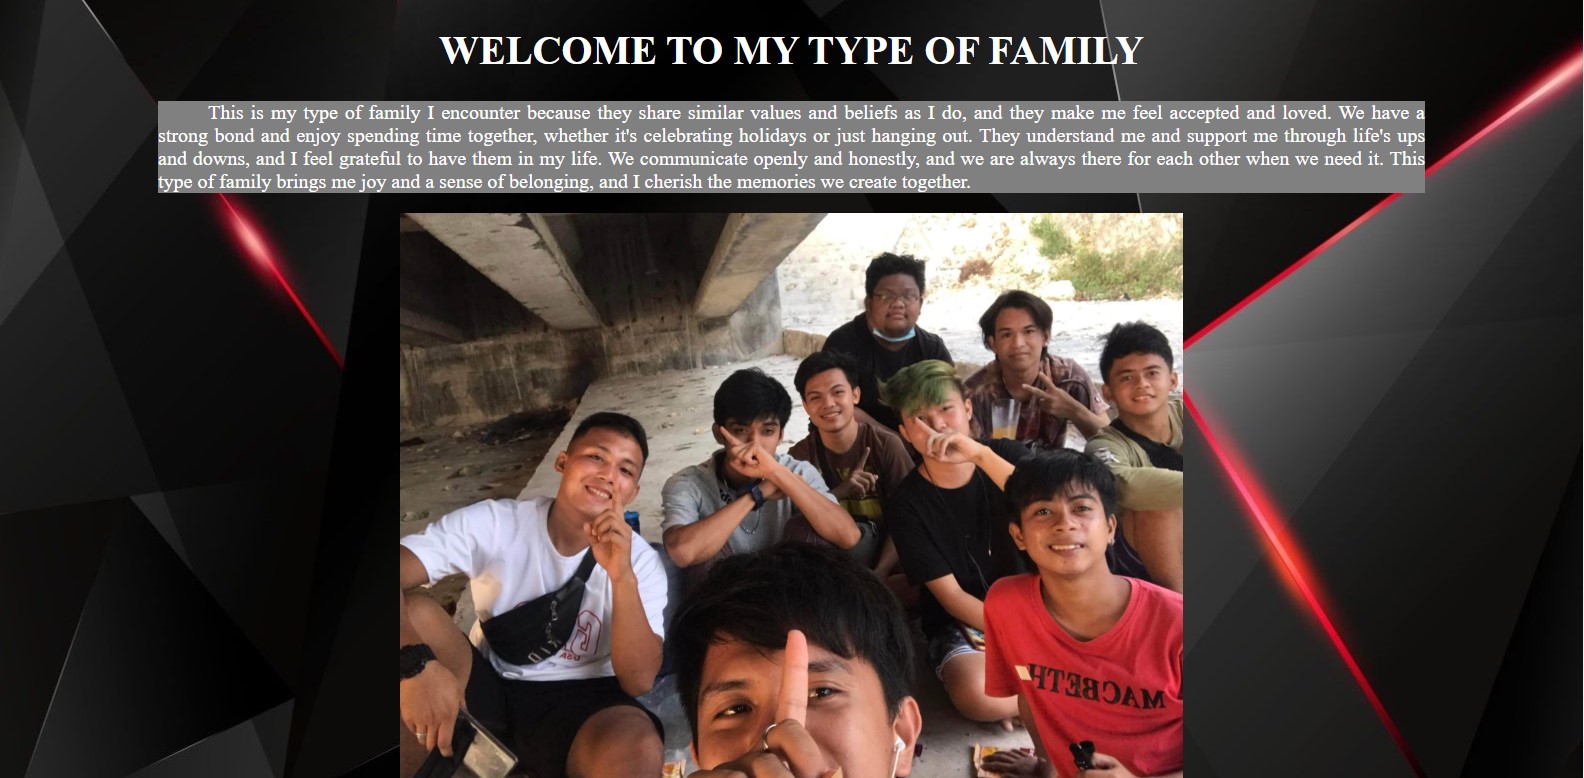 WELCOME TO MY TYPE OF FAMILY
This is my type of family I encounter because they share similar values and beliefs as I do, and they make me feel accepted and loved. We have a
strong bond and enjoy spending time together, whether it's celebrating holidays or just hanging out. They understand me and support me through life's ups
and downs, and I feel grateful to have them in my life. We communicate openly and honestly, and we are always there for each other when we need it. This
type of family brings me joy and a sense of belonging, and I cherish the memories we create together.
MACBETH